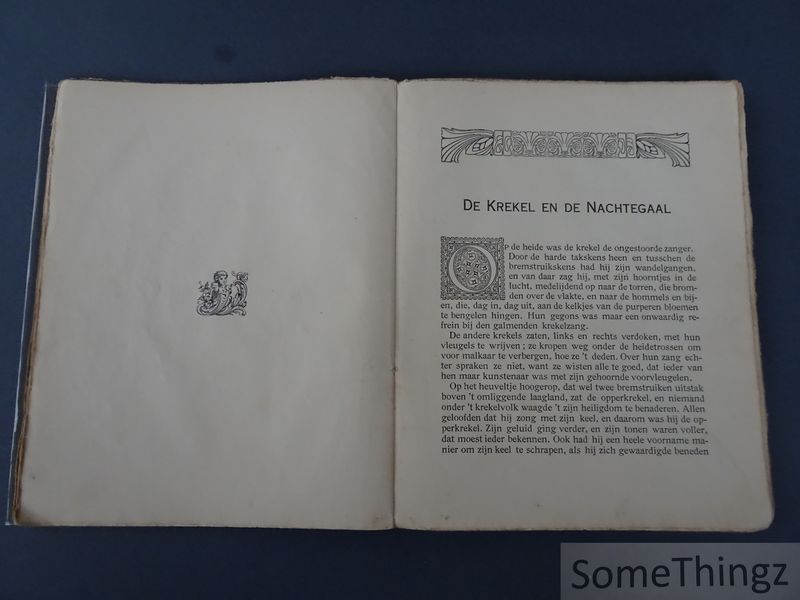 DE KREKEL EN DE NACHTEGAAL
OP de heide was de krekel de ongestoorde zanger.
Door de harde takskens heen en tusschen de
bremstruikskens had hij zijn wandelgangen,
en van daar zag hij, met zijn hoorntjes in de
lucht, medelijdend op naar de torren, die brom-
den over de vlakte, en naar de hommels en bij-
en, die, dag in, dag uit, aan de kelkjes van de purperen bloemen
te bengelen hingen. Hun gegons was maar een onwaardig re-
frein bij den galmenden krekelzang.
De andere krekels zaten, links en rechts verdoken, met hun
vleugels te wrijven ; ze kropen weg onder de heidetrossen om
voor malkaar te verbergen, hoe ze 't deden. Over hun zang ech-
ter spraken ze niet, want ze wisten alle te goed, dat ieder van
hen maar kunstenaar was met zijn gehoornde voorvleugelen.
Op het heuveltje hoogerop, dat wel twee bremstruiken uitstak
boven 't omliggende laagland, zat de opperkrekel, en niemand
onder 't krekelvolk waagde 't zijn heiligdom te benaderen. Allen
geloofden dat hij zong met zijn keel, en daarom was hij de op-
perkrekel. Zijn geluid ging verder, en zijn tonen waren voller,
dat moest ieder bekennen. Ook had hij een heele voorname ma-
nier om zijn keel te schrapen, als hij zich gewaardigde beneden
SomeThingz